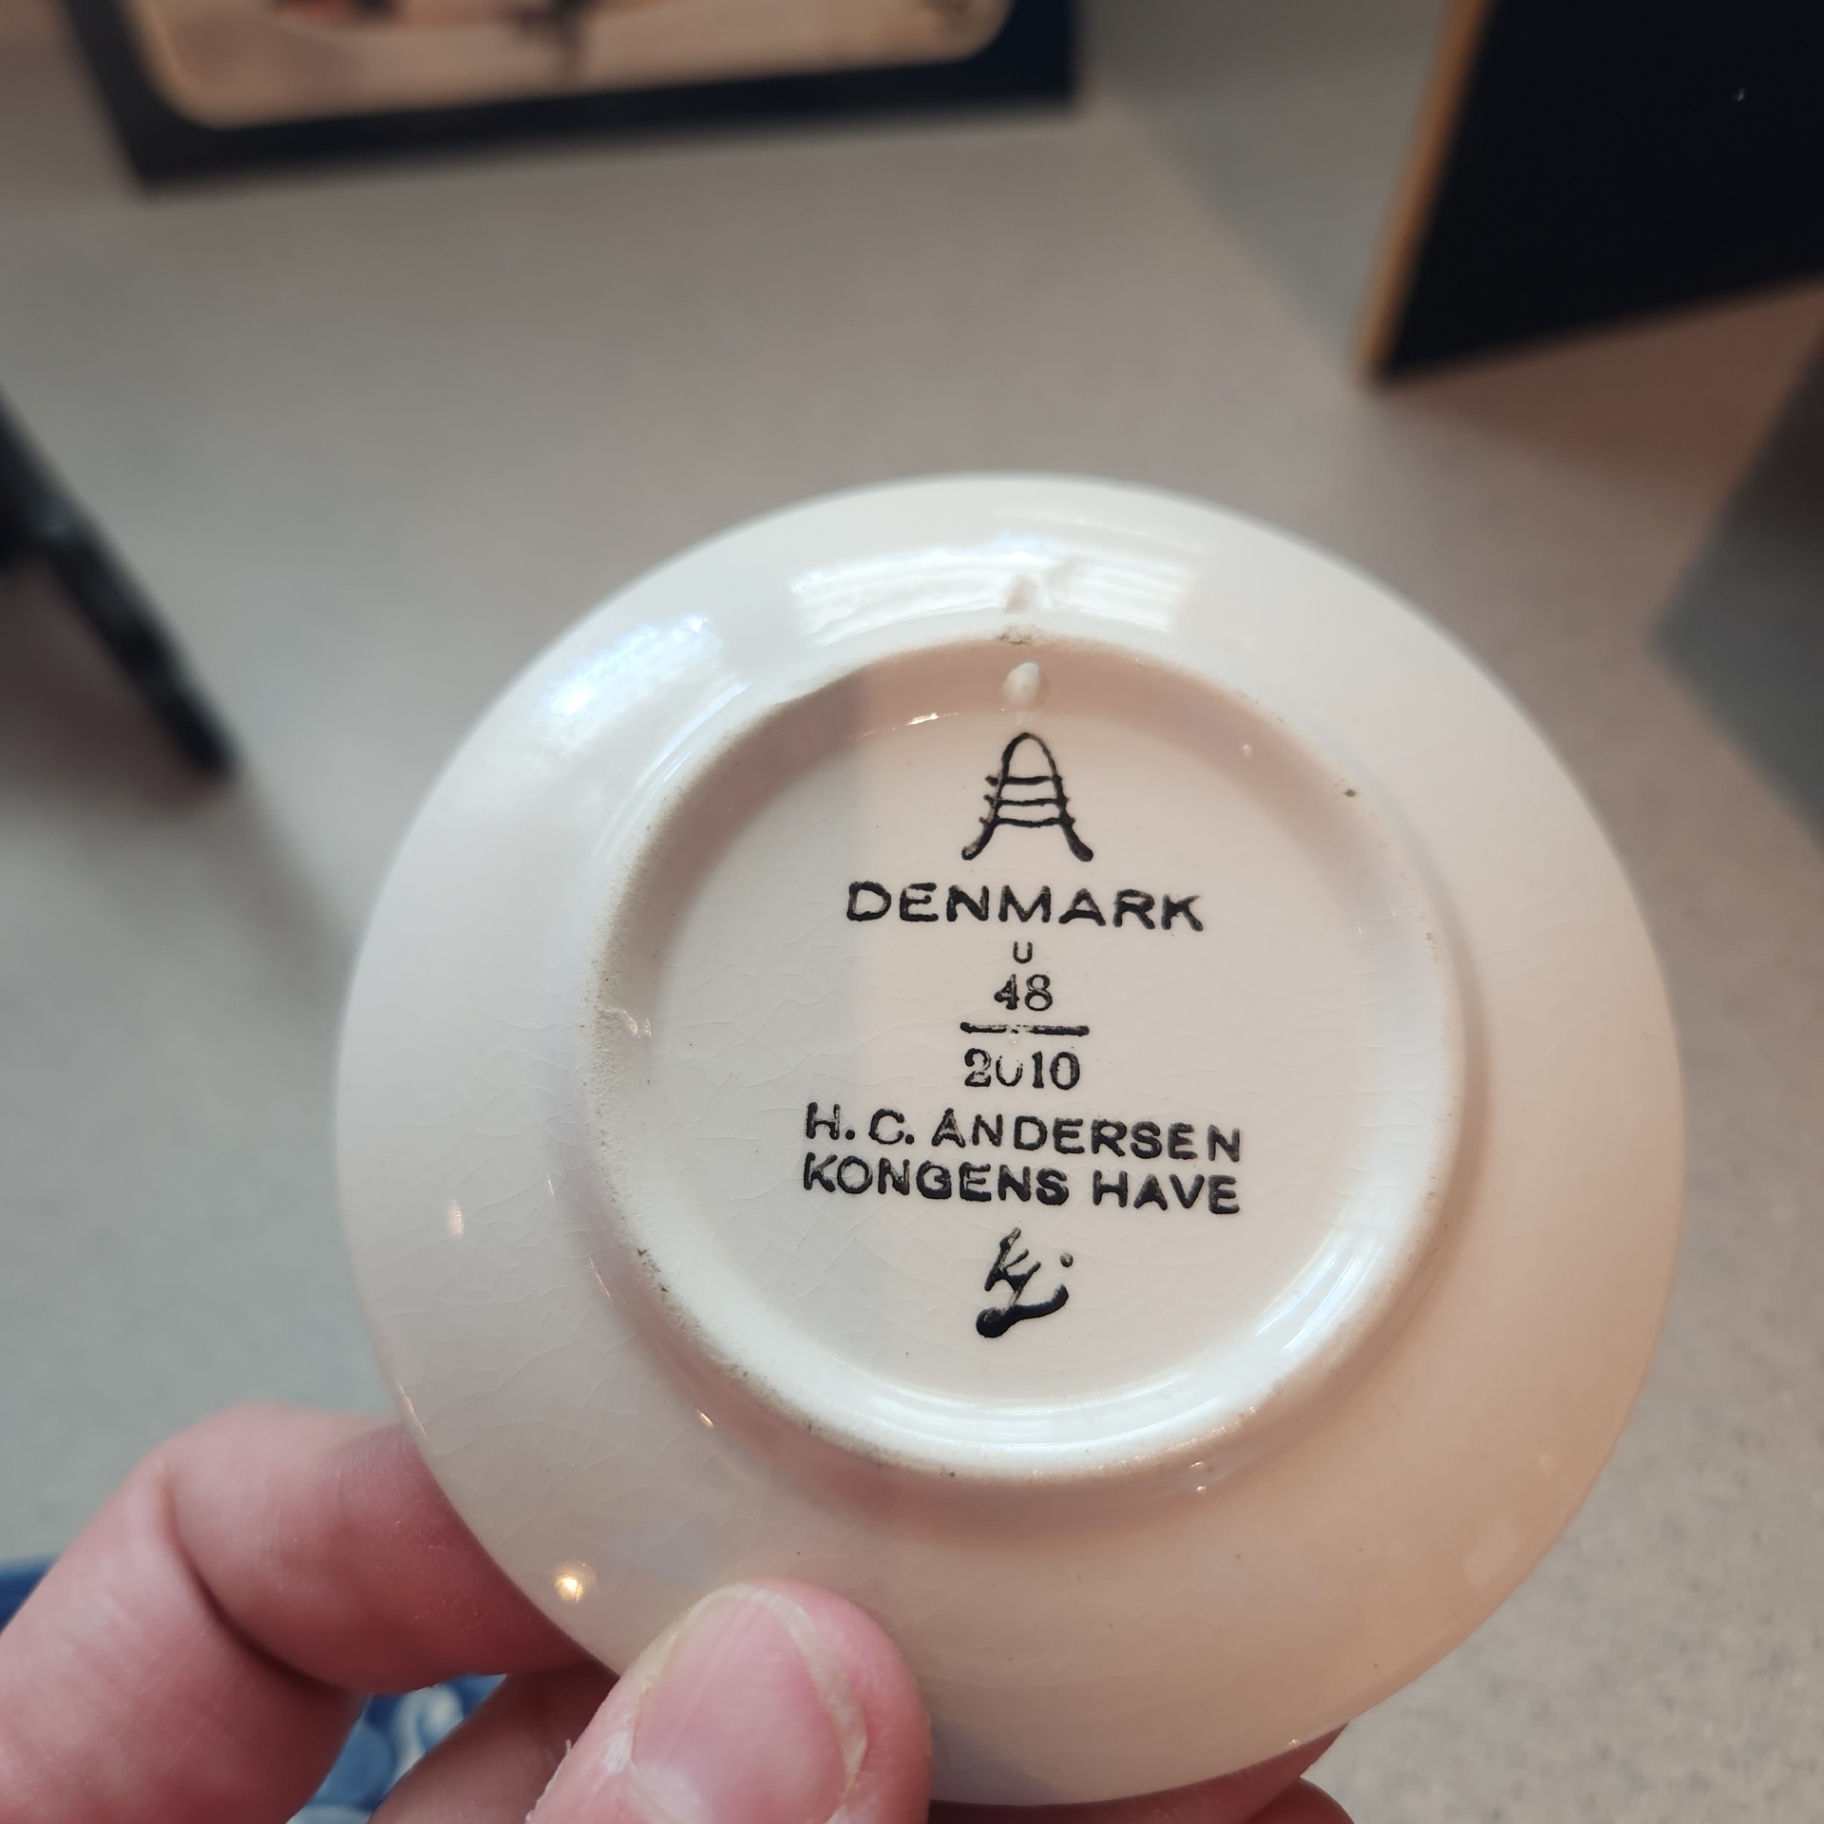 DENMARK
U
48
2010
H. C. ANDERSEN
KONGENS HAVE